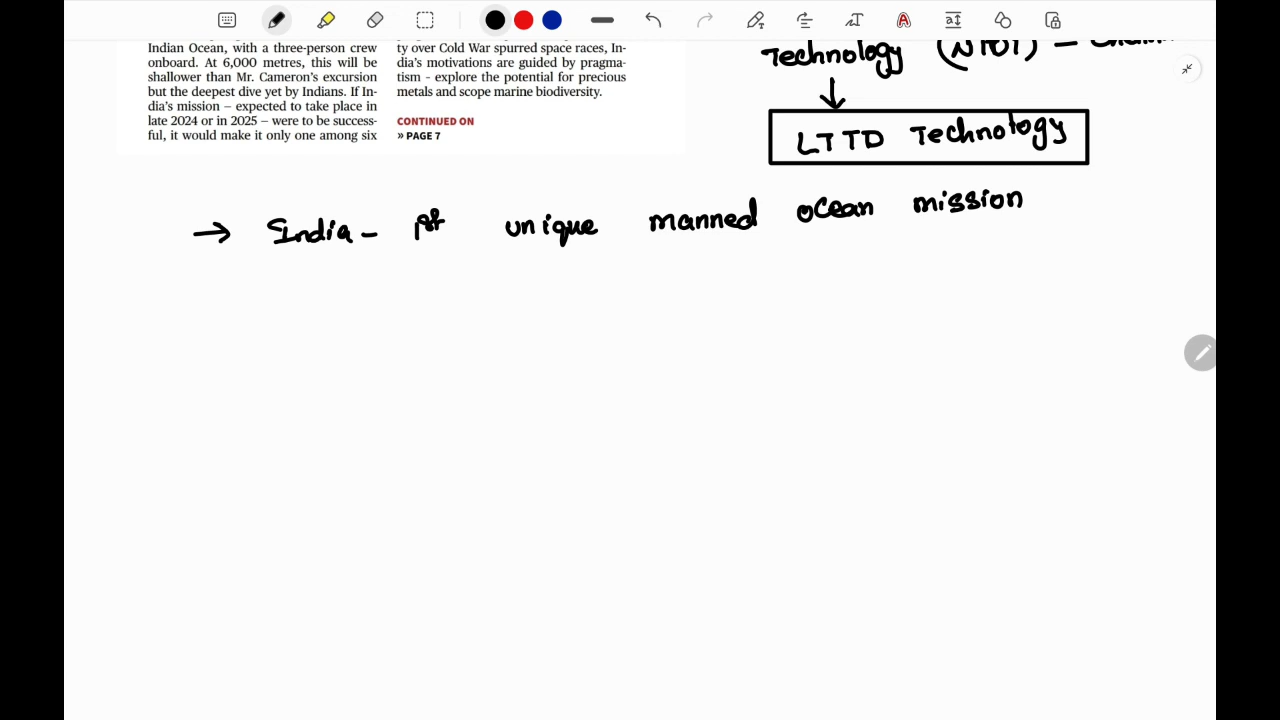 Indian Ocean, with a three-person crew
onboard. At 6,000 metres, this will be
shallower than Mr. Cameron's excursion
but the deepest dive yet by Indians. If In-
dia's mission – expected to take place in
late 2024 or in 2025 – were to be success-
ful, it would make it only one among six
ty over Cold War spurred space races, In-
dia's motivations are guided by pragma-
tism - explore the potential for precious
metals and scope marine biodiversity.
CONTINUED ON
» PAGE 7
Technology (NIOT) –
↓
LTTD Technology
→ India – 1st unique manned ocean mission